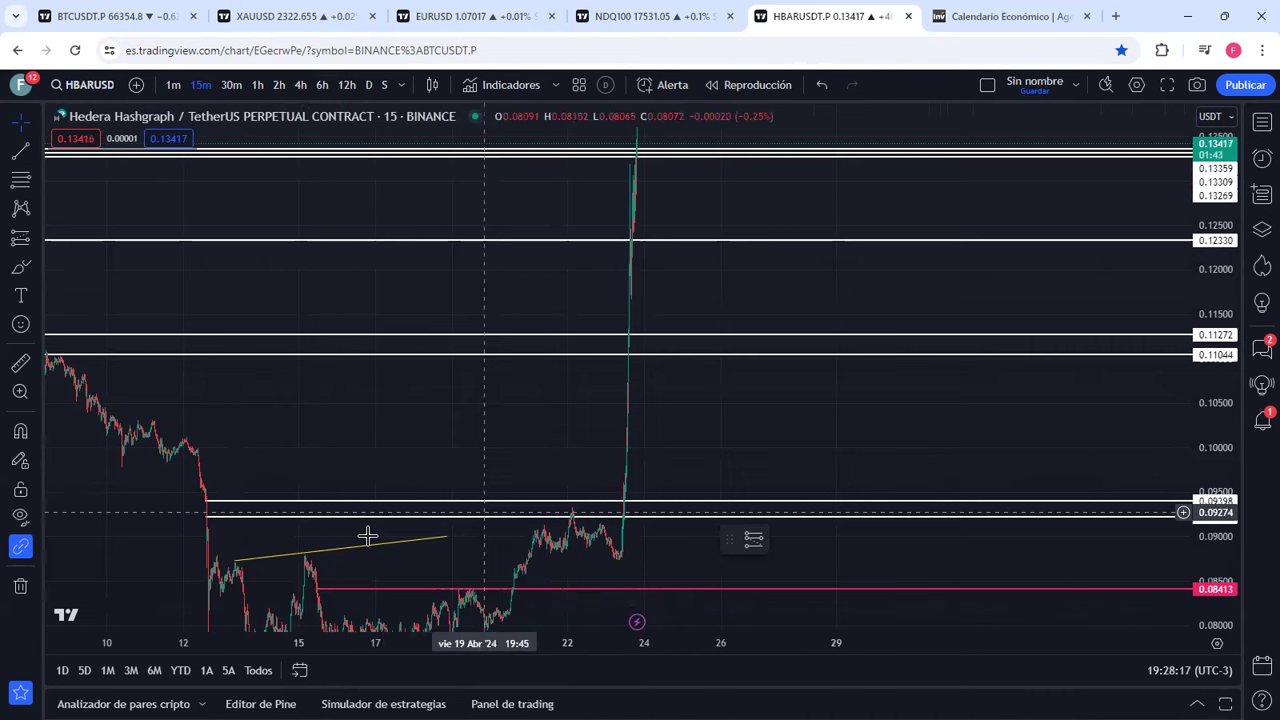 BTCUSDT.P 66354.8 ▼ −0.6
XAUUSD 2322.655 ▲ +0.02
EURUSD 1.07017 ▲ +0.01%
NDQ100 17531.05 ▲ +0.1%
HBARUSDT.P 0.13417 ▲
Calendario Económico | Ag
es.tradingview.com/chart/EGecrwPe/?symbol=BINANCE%3ABTCUSDT.P
F
F 12 HBARUSD 1m 15m 30m 1h 2h 4h 6h 12h D S Indicadores D Alerta Reproducción Sin nombre Guardar Publicar
Hedera Hashgraph / TetherUS PERPETUAL CONTRACT · 15 · BINANCE O0.08091 H0.08102 L0.08065 C0.08072 −0.00020 (−0.25%) USDT
0.13416 0.00001 0.13417
0.13417
01:43
0.13359
0.13309
0.13269
0.12500
0.12330
0.12000
0.11500
0.11272
0.11044
0.10500
0.10000
0.09500
0.09398
0.09274
0.09000
0.08500
0.08413
0.08000
10 12 15 17 vie 19 Abr '24 19:45 22 24 26 29
1D 5D 1M 3M 6M YTD 1A 5A Todos 19:28:17 (UTC-3)
Analizador de pares cripto Editor de Pine Simulador de estrategias Panel de trading
2
1